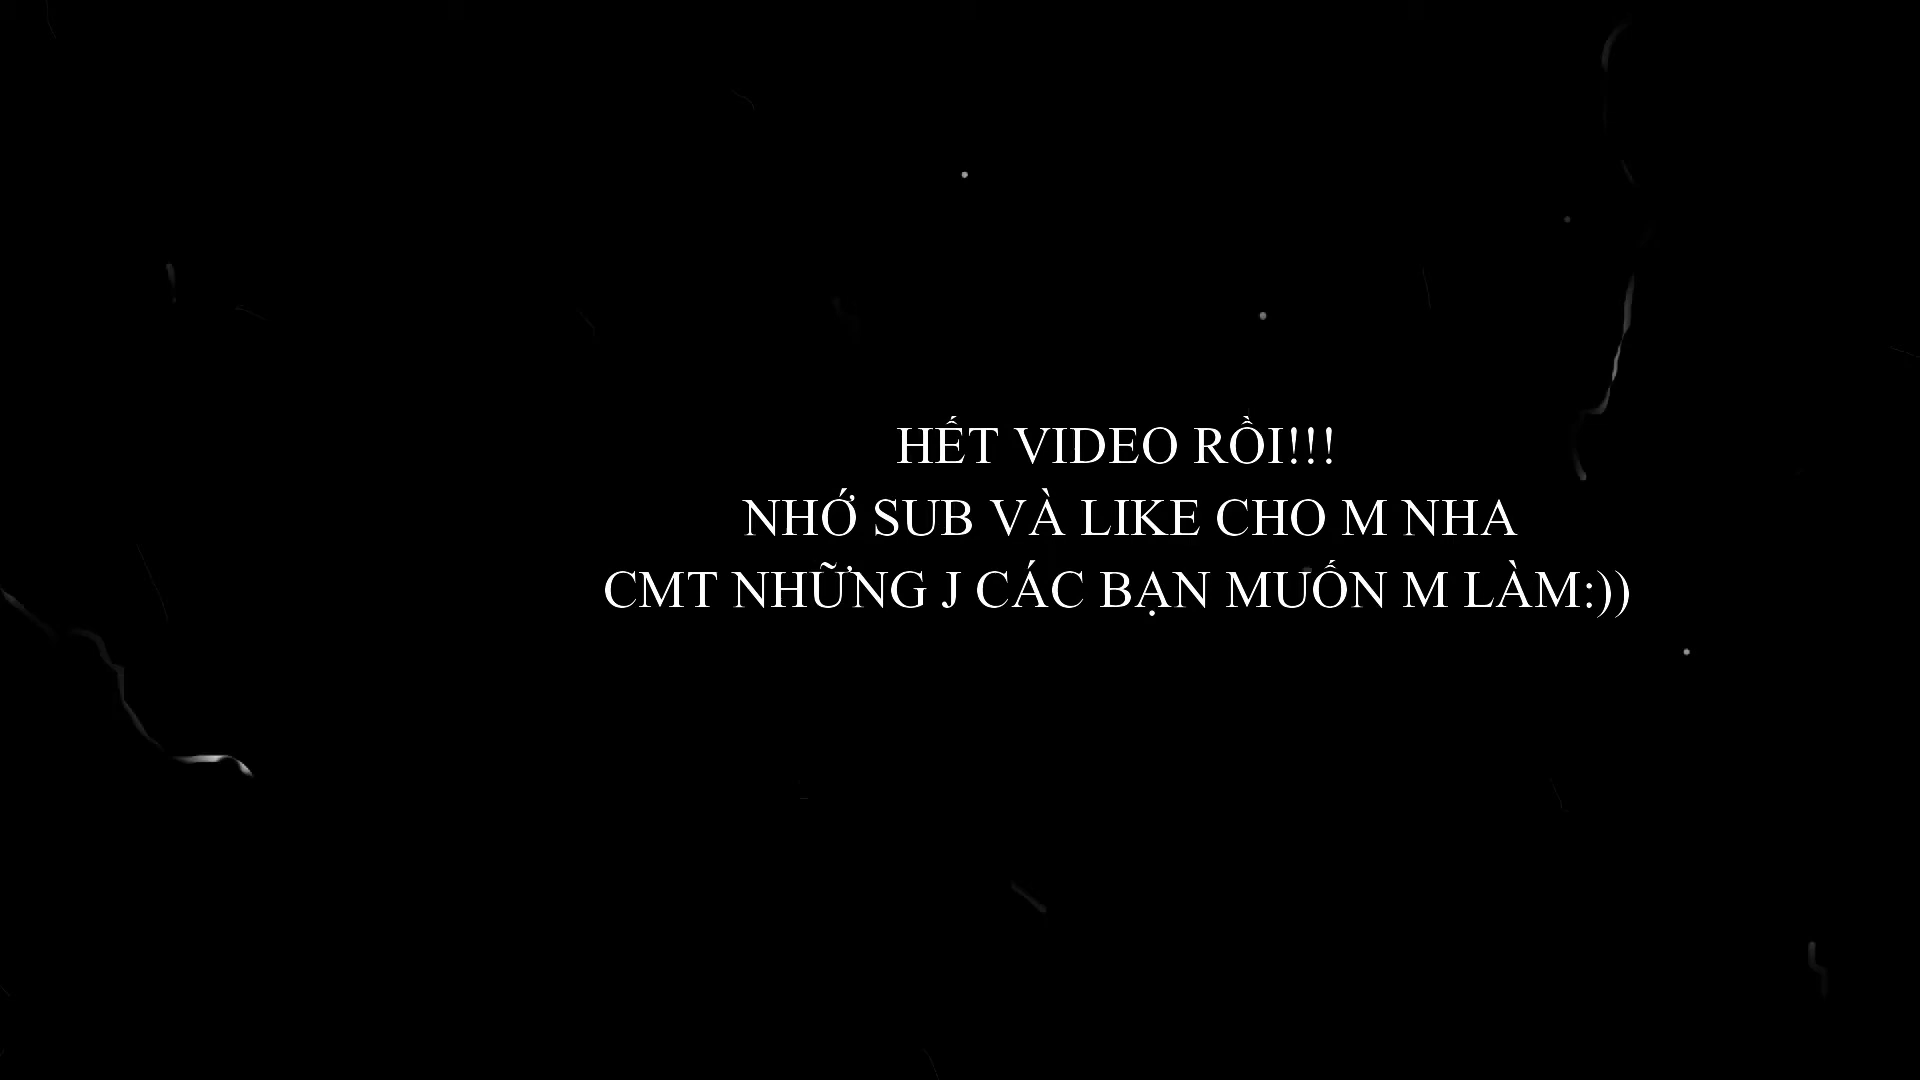 HẾT VIDEO RỒI!!!
NHỚ SUB VÀ LIKE CHO M NHA
CMT NHỮNG J CÁC BẠN MUỐN M LÀM:))